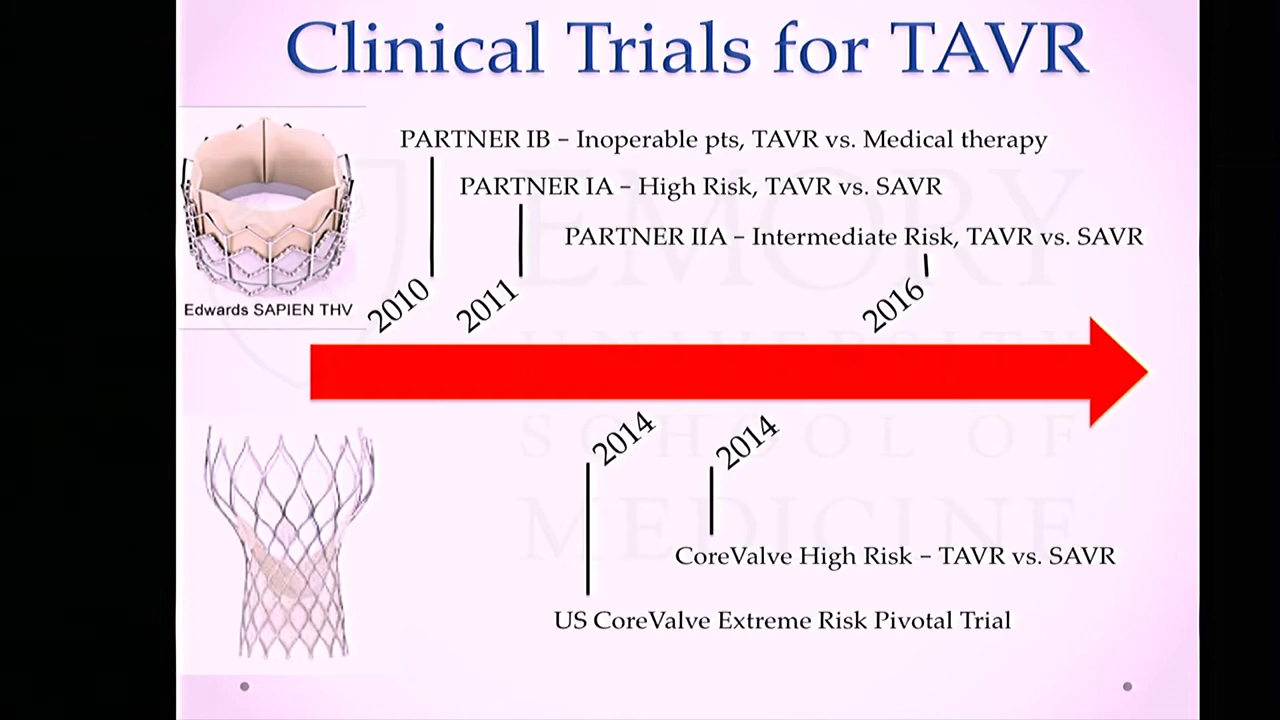 Clinical Trials for TAVR
PARTNER IB – Inoperable pts, TAVR vs. Medical therapy
PARTNER IA – High Risk, TAVR vs. SAVR
PARTNER IIA – Intermediate Risk, TAVR vs. SAVR
Edwards SAPIEN THV
2010
2011
2016
2014
2014
CoreValve High Risk – TAVR vs. SAVR
US CoreValve Extreme Risk Pivotal Trial
EMORY
UNIVERSITY
SCHOOL OF
MEDICINE